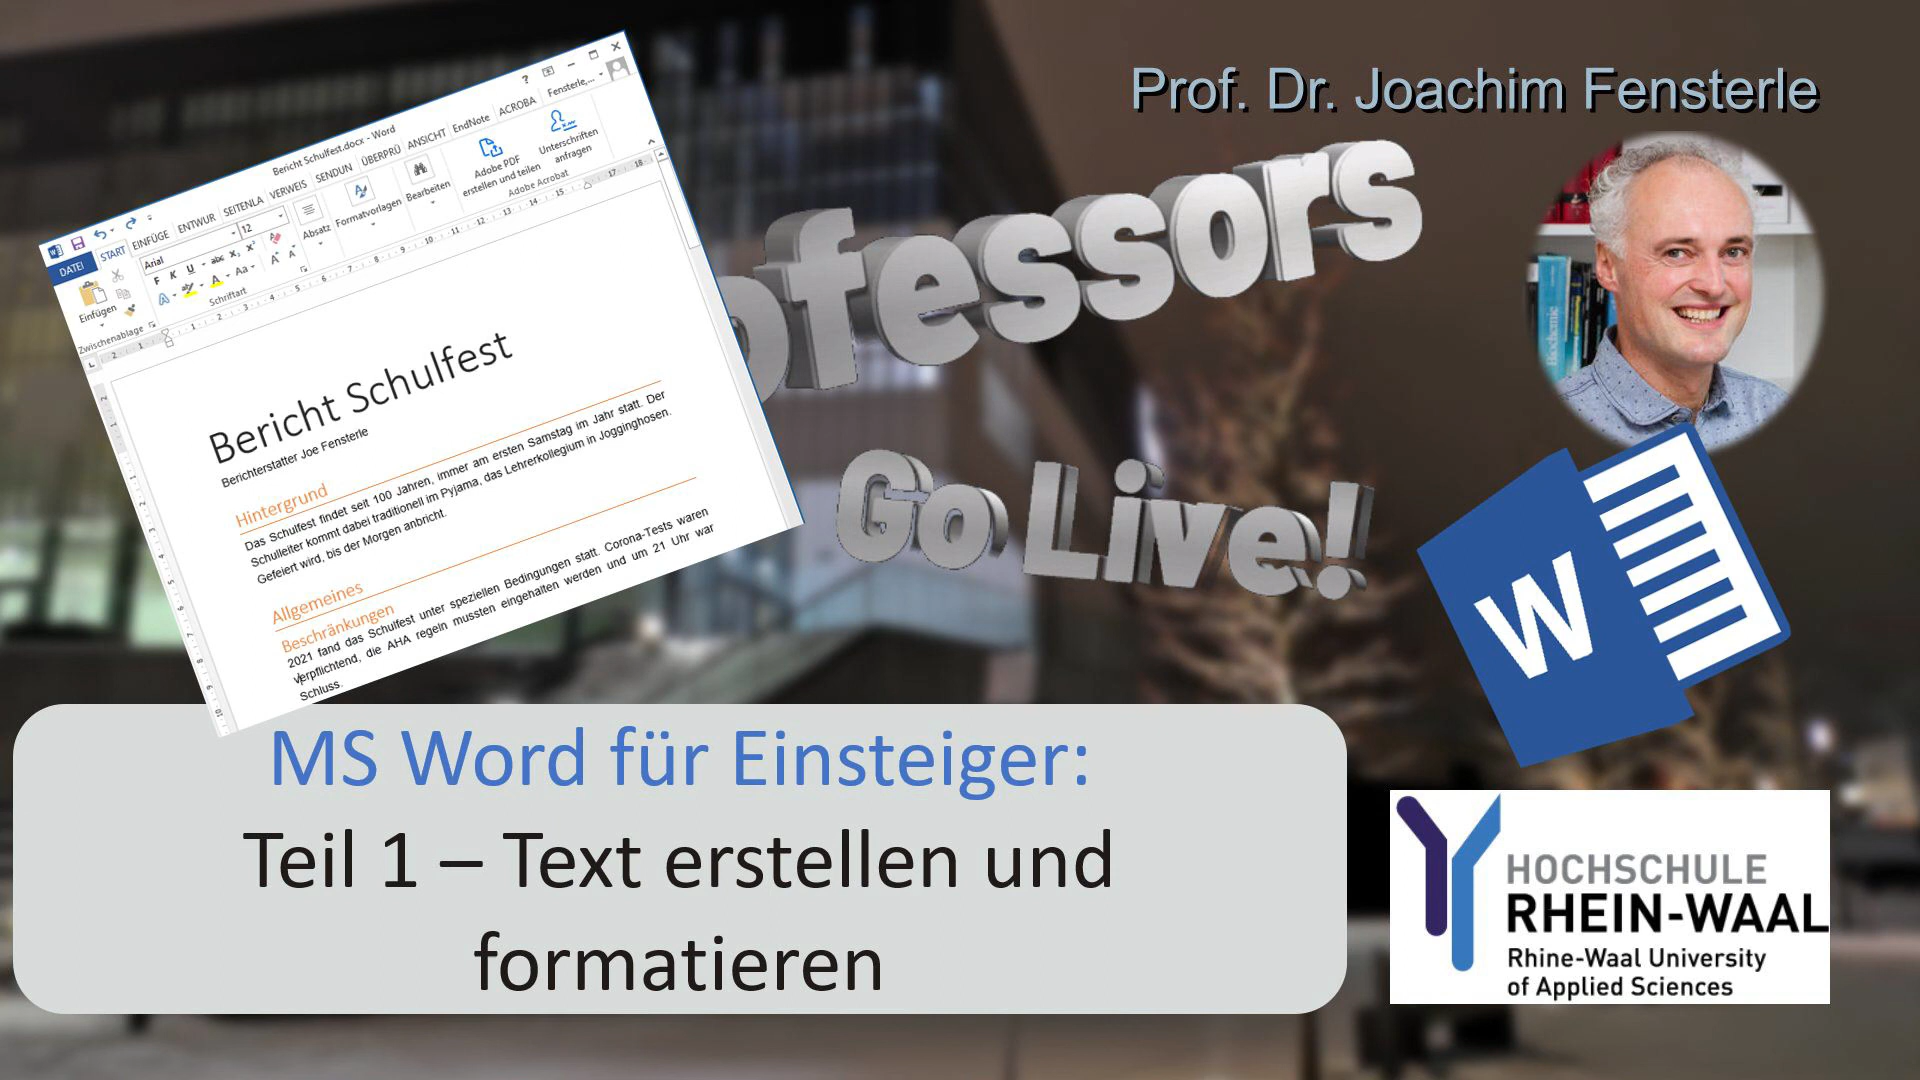 Prof. Dr. Joachim Fensterle
ofessors
Go Live!
Bericht Schulfest.docx - Word
Fensterle,...
DATEI START EINFÜGE ENTWUR SEITENLA VERWEIS SENDUN ÜBERPRÜ ANSICHT EndNote ACROBA
Arial 12
F K U abc x₂ x²
Einfügen
Absatz
Formatvorlagen
Bearbeiten
Adobe PDF
erstellen und teilen
Unterschriften
anfragen
Zwischenablage
Schriftart
Adobe Acrobat
Bericht Schulfest
Berichterstatter Joe Fensterle
Hintergrund
Das Schulfest findet seit 100 Jahren, immer am ersten Samstag im Jahr statt. Der
Schulleiter kommt dabei traditionell im Pyjama, das Lehrerkollegium in Jogginghosen.
Gefeiert wird, bis der Morgen anbricht.
Allgemeines
Beschränkungen
2021 fand das Schulfest unter speziellen Bedingungen statt. Corona-Tests waren
verpflichtend, die AHA regeln mussten eingehalten werden und um 21 Uhr war
Schluss.
Biochemie
W
MS Word für Einsteiger:
Teil 1 – Text erstellen und
formatieren
HOCHSCHULE
RHEIN-WAAL
Rhine-Waal University
of Applied Sciences